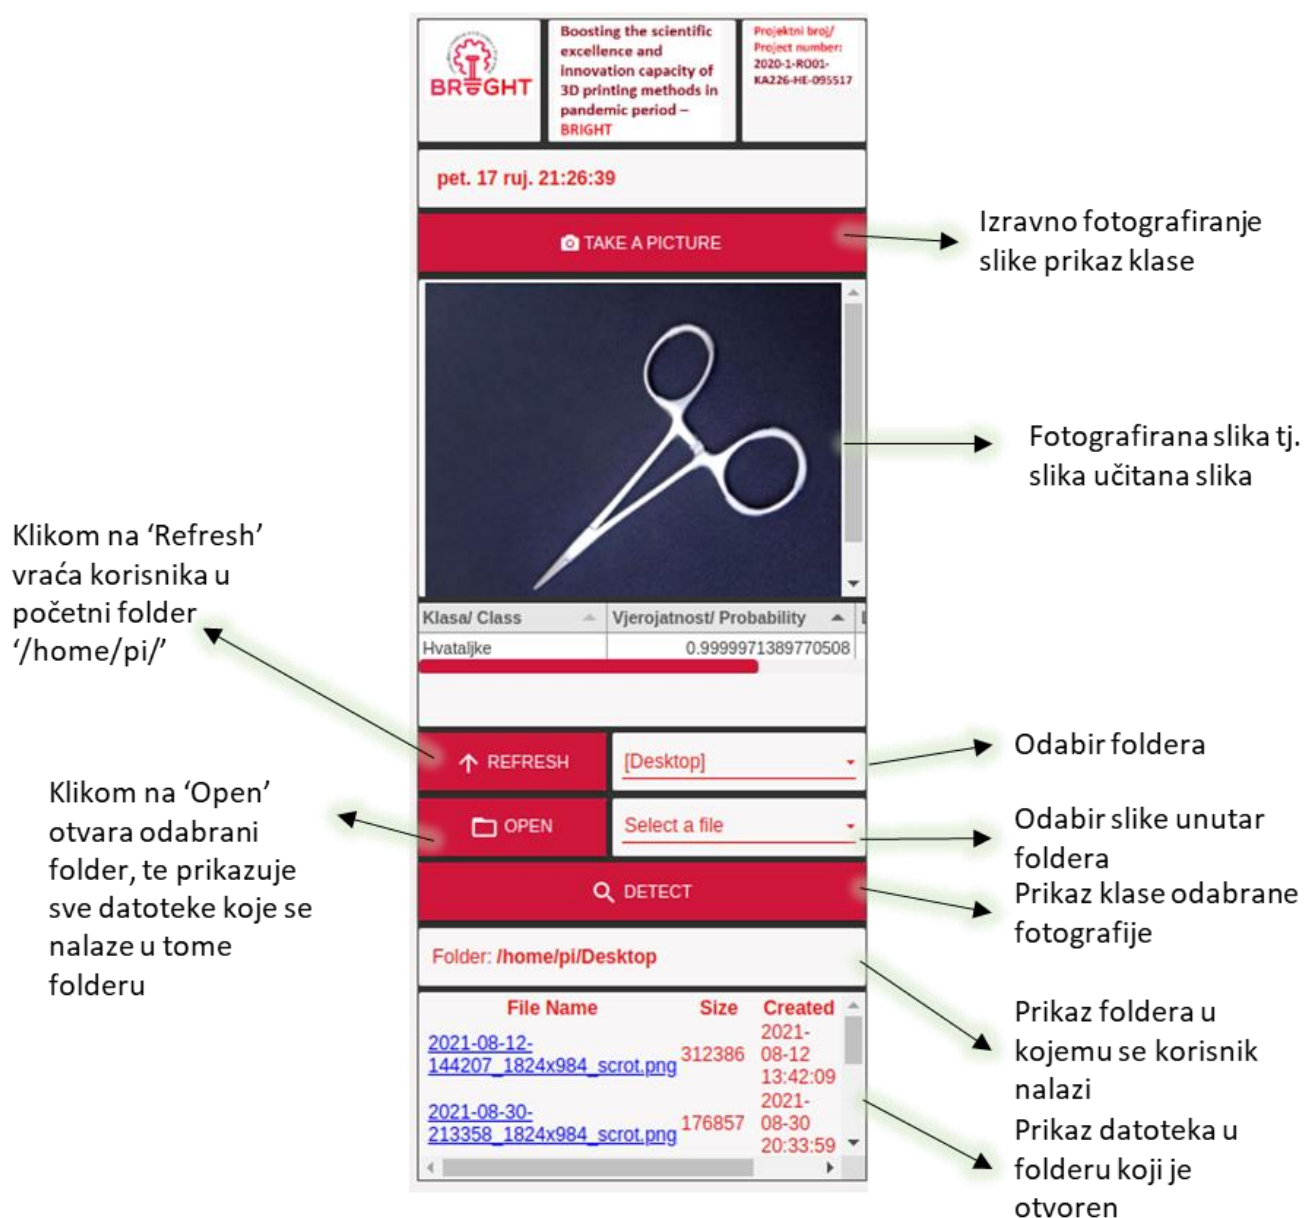 BRIGHT
Boosting the scientific
excellence and
innovation capacity of
3D printing methods in
pandemic period –
BRIGHT
Projektni broj/
Project number:
2020-1-RO01-
KA226-HE-095517
pet. 17 ruj. 21:26:39
TAKE A PICTURE
Izravno fotografiranje
slike prikaz klase
Fotografirana slika tj.
slika učitana slika
Klikom na ‘Refresh’
vraća korisnika u
početni folder
‘/home/pi/’
Klasa/ Class
Vjerojatnost/ Probability
Hvataljke
0.9999971389770508
REFRESH
[Desktop]
Odabir foldera
Klikom na ‘Open’
otvara odabrani
folder, te prikazuje
sve datoteke koje se
nalaze u tome
folderu
OPEN
Select a file
Odabir slike unutar
foldera
DETECT
Prikaz klase odabrane
fotografije
Folder: /home/pi/Desktop
Prikaz foldera u
kojemu se korisnik
nalazi
File Name
Size
Created
2021-08-12-
144207_1824x984_scrot.png
312386
2021-
08-12
13:42:09
2021-08-30-
213358_1824x984_scrot.png
176857
2021-
08-30
20:33:59
Prikaz datoteka u
folderu koji je
otvoren